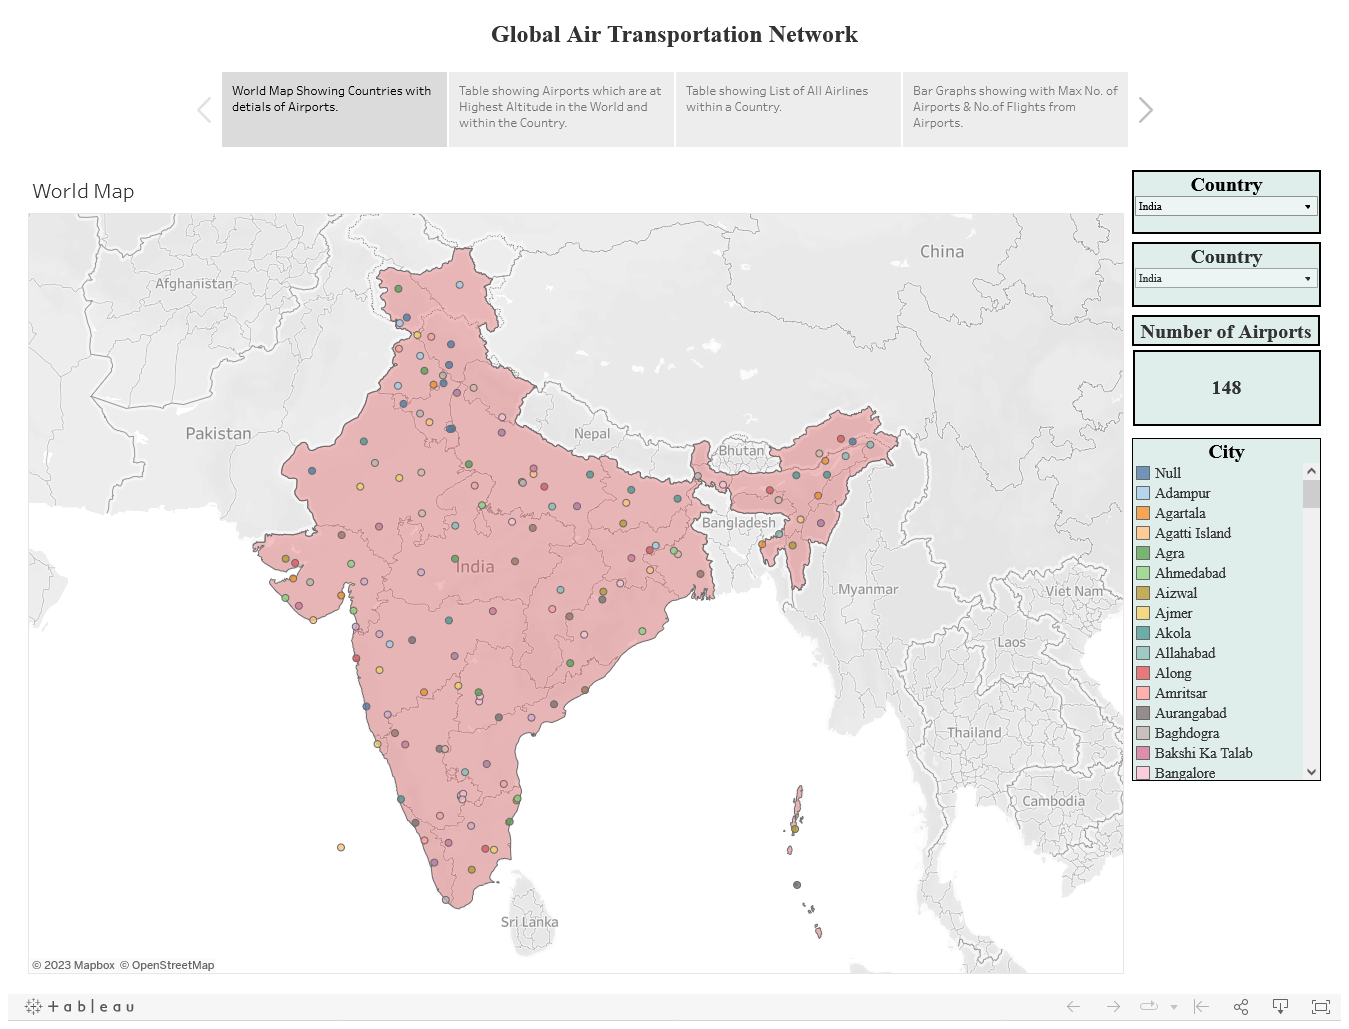 Global Air Transportation Network
World Map Showing Countries with
detials of Airports.
Table showing Airports which are at
Highest Altitude in the World and
within the Country.
Table showing List of All Airlines
within a Country.
Bar Graphs showing with Max No. of
Airports & No.of Flights from
Airports.
World Map
Country
India
Country
India
Number of Airports
148
City
Null
Adampur
Agartala
Agatti Island
Agra
Ahmedabad
Aizwal
Ajmer
Akola
Allahabad
Along
Amritsar
Aurangabad
Baghdogra
Bakshi Ka Talab
Bangalore
China
Afghanistan
Pakistan
Nepal
Bhutan
Bangladesh
India
Myanmar
Viet Nam
Laos
Thailand
Cambodia
Sri Lanka
© 2023 Mapbox © OpenStreetMap
+ableau